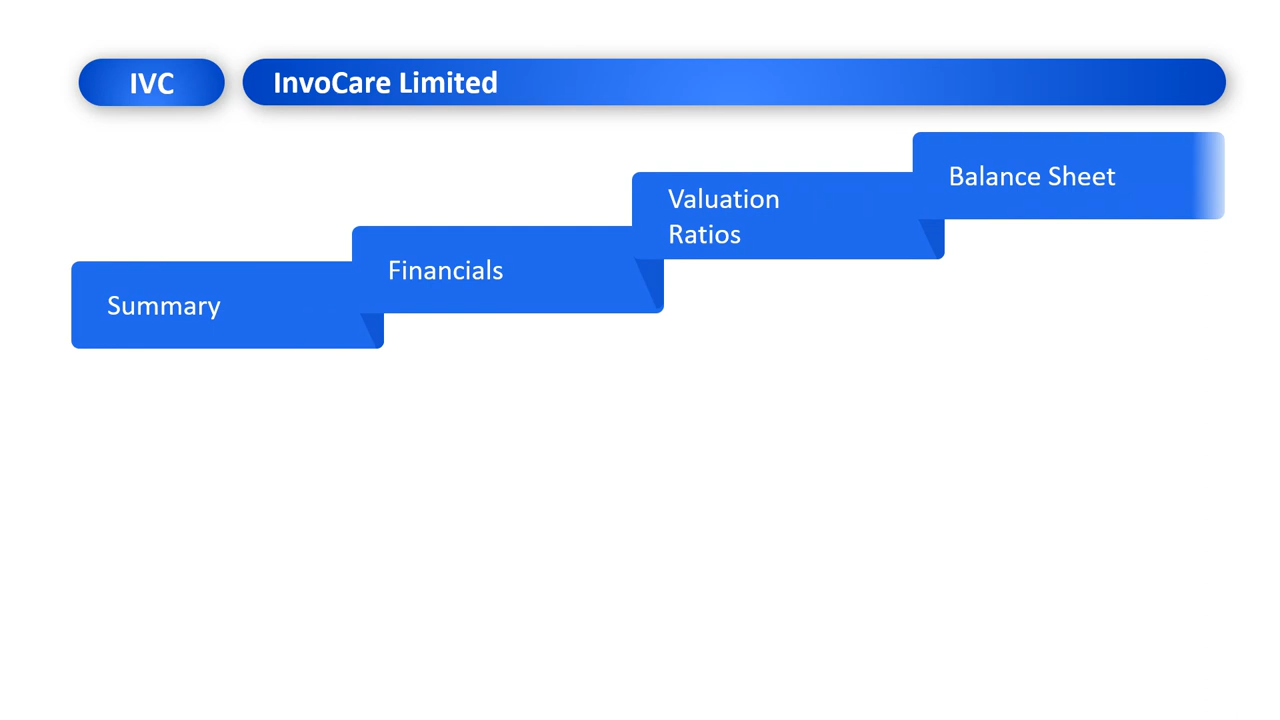 IVC
InvoCare Limited
Summary
Financials
Valuation
Ratios
Balance Sheet